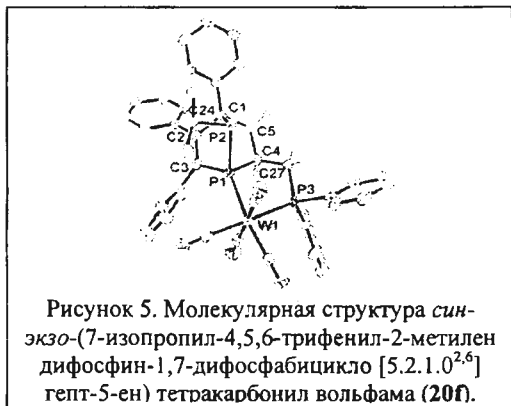 C1
C24
C5
C2
P2
C4
C3
C27
P1
P3
W1
Рисунок 5. Молекулярная структура син-
экзо-(7-изопропил-4,5,6-трифенил-2-метилен
дифосфин-1,7-дифосфабицикло [5.2.1.0²,⁶]
гепт-5-ен) тетракарбонил вольфама (20f).